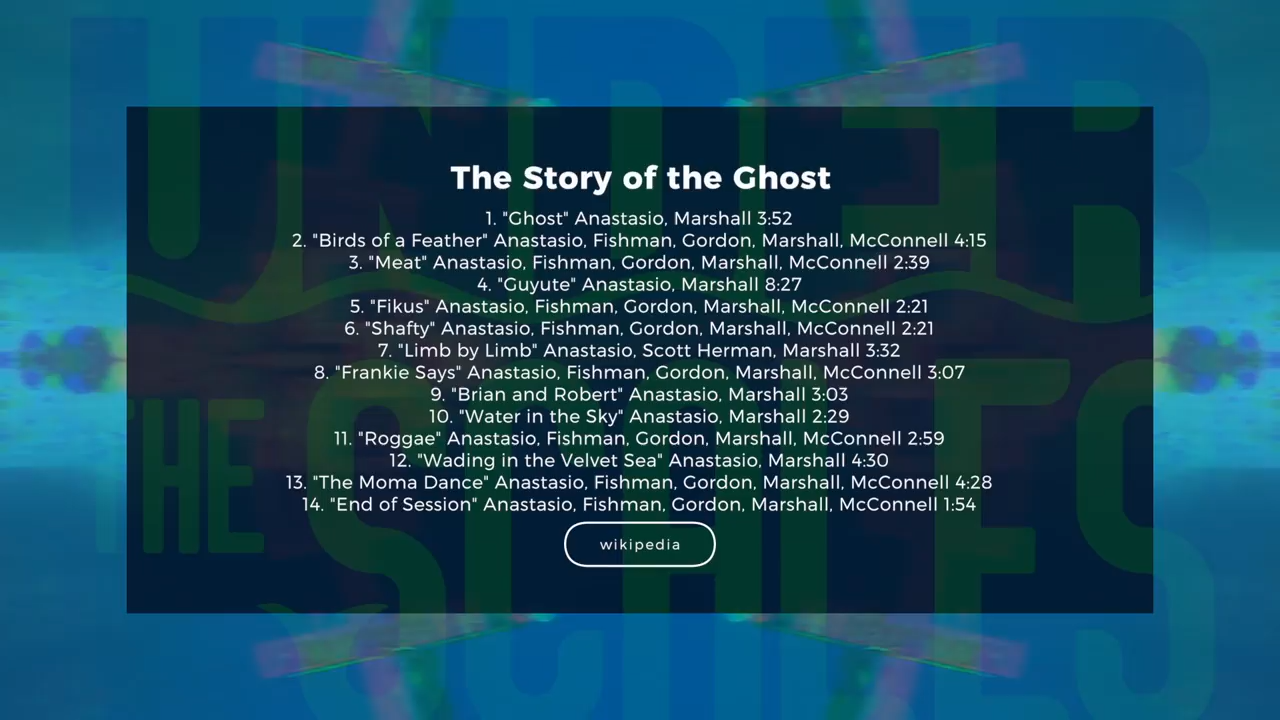 UNDER
THE SCALES
The Story of the Ghost
1. "Ghost" Anastasio, Marshall 3:52
2. "Birds of a Feather" Anastasio, Fishman, Gordon, Marshall, McConnell 4:15
3. "Meat" Anastasio, Fishman, Gordon, Marshall, McConnell 2:39
4. "Guyute" Anastasio, Marshall 8:27
5. "Fikus" Anastasio, Fishman, Gordon, Marshall, McConnell 2:21
6. "Shafty" Anastasio, Fishman, Gordon, Marshall, McConnell 2:21
7. "Limb by Limb" Anastasio, Scott Herman, Marshall 3:32
8. "Frankie Says" Anastasio, Fishman, Gordon, Marshall, McConnell 3:07
9. "Brian and Robert" Anastasio, Marshall 3:03
10. "Water in the Sky" Anastasio, Marshall 2:29
11. "Roggae" Anastasio, Fishman, Gordon, Marshall, McConnell 2:59
12. "Wading in the Velvet Sea" Anastasio, Marshall 4:30
13. "The Moma Dance" Anastasio, Fishman, Gordon, Marshall, McConnell 4:28
14. "End of Session" Anastasio, Fishman, Gordon, Marshall, McConnell 1:54
wikipedia